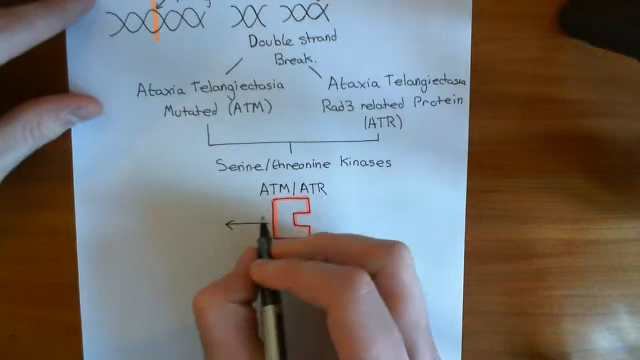 Double strand
Break.
Ataxia Telangiectasia
Mutated (ATM)
Ataxia Telangiectasia
Rad3 related Protein
(ATR)
Serine/threonine Kinases
ATM/ATR